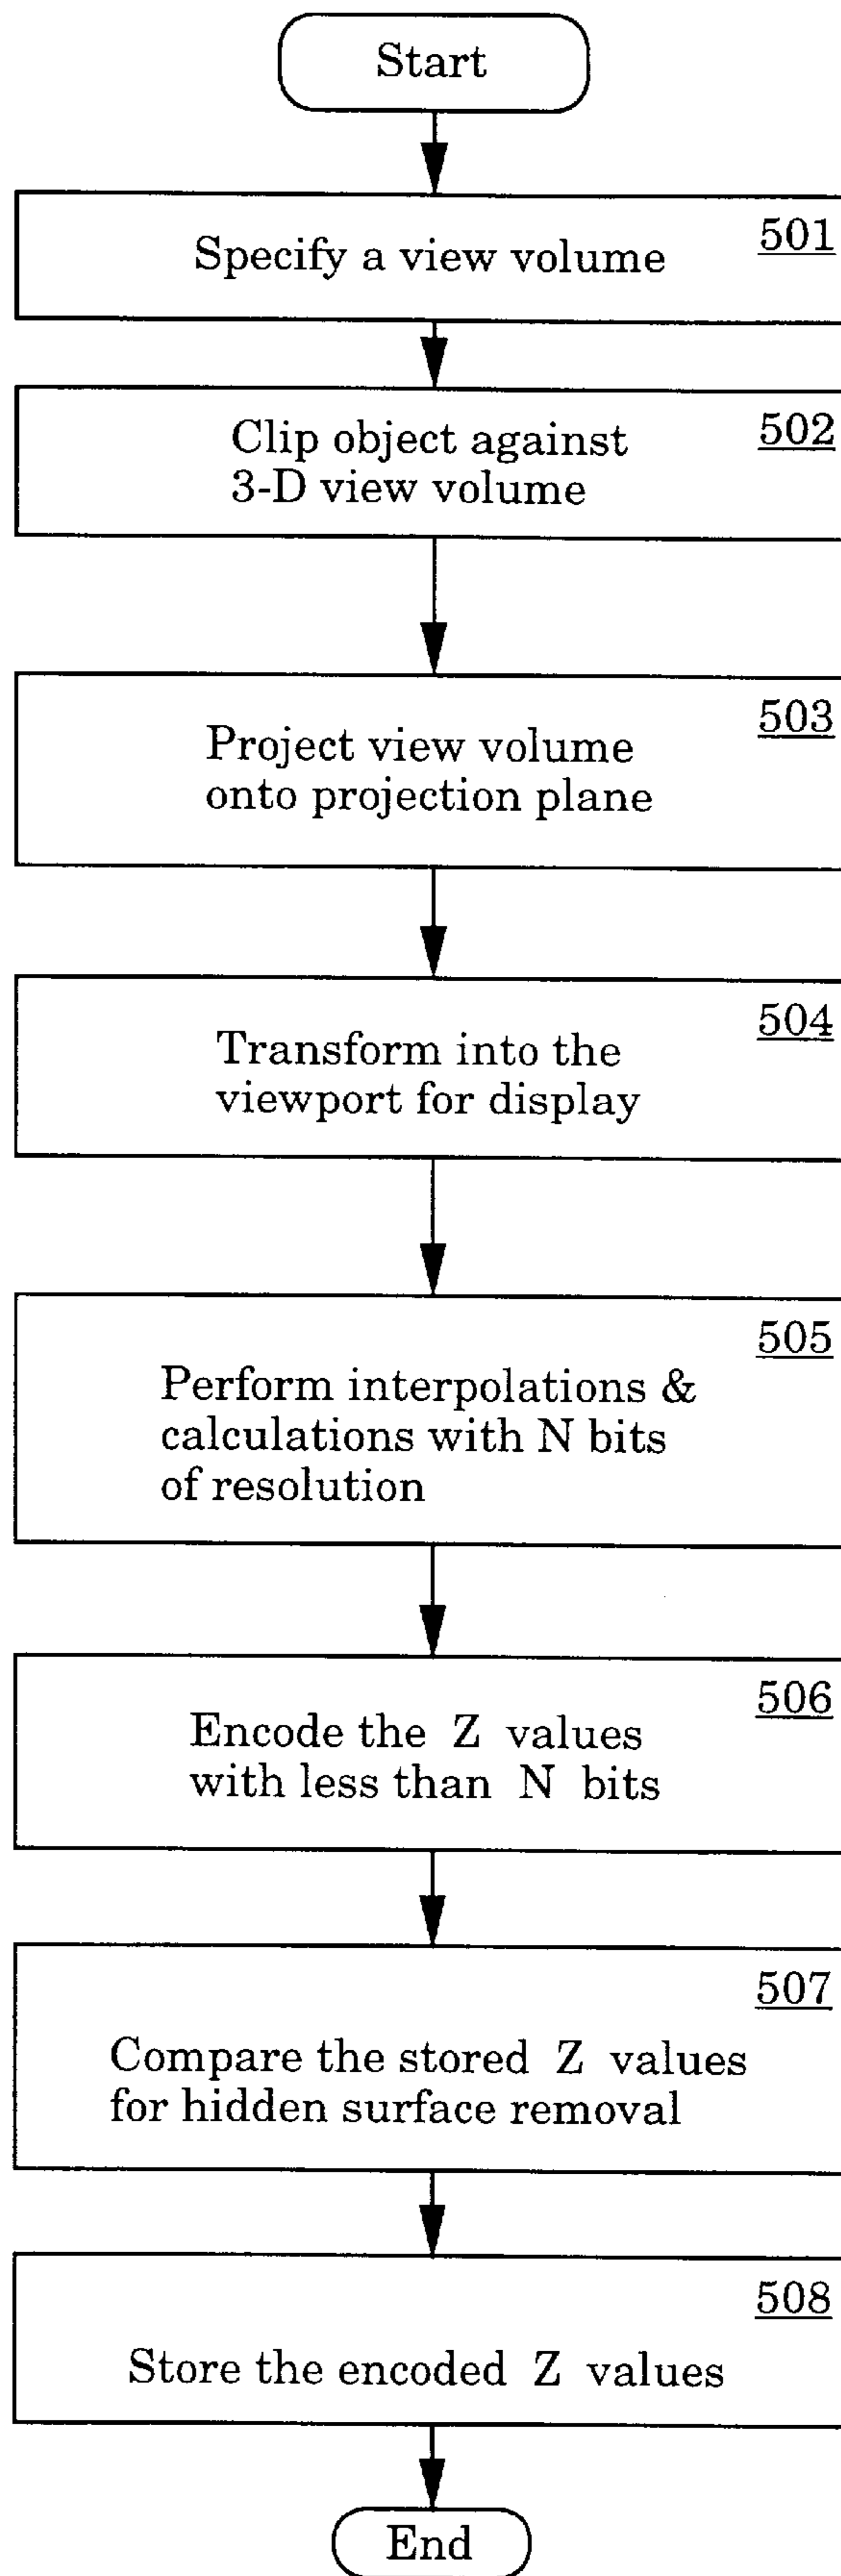 Start
501
Specify a view volume
502
Clip object against
3-D view volume
503
Project view volume
onto projection plane
504
Transform into the
viewport for display
505
Perform interpolations &
calculations with N bits
of resolution
506
Encode the Z values
with less than N bits
507
Compare the stored Z values
for hidden surface removal
508
Store the encoded Z values
End